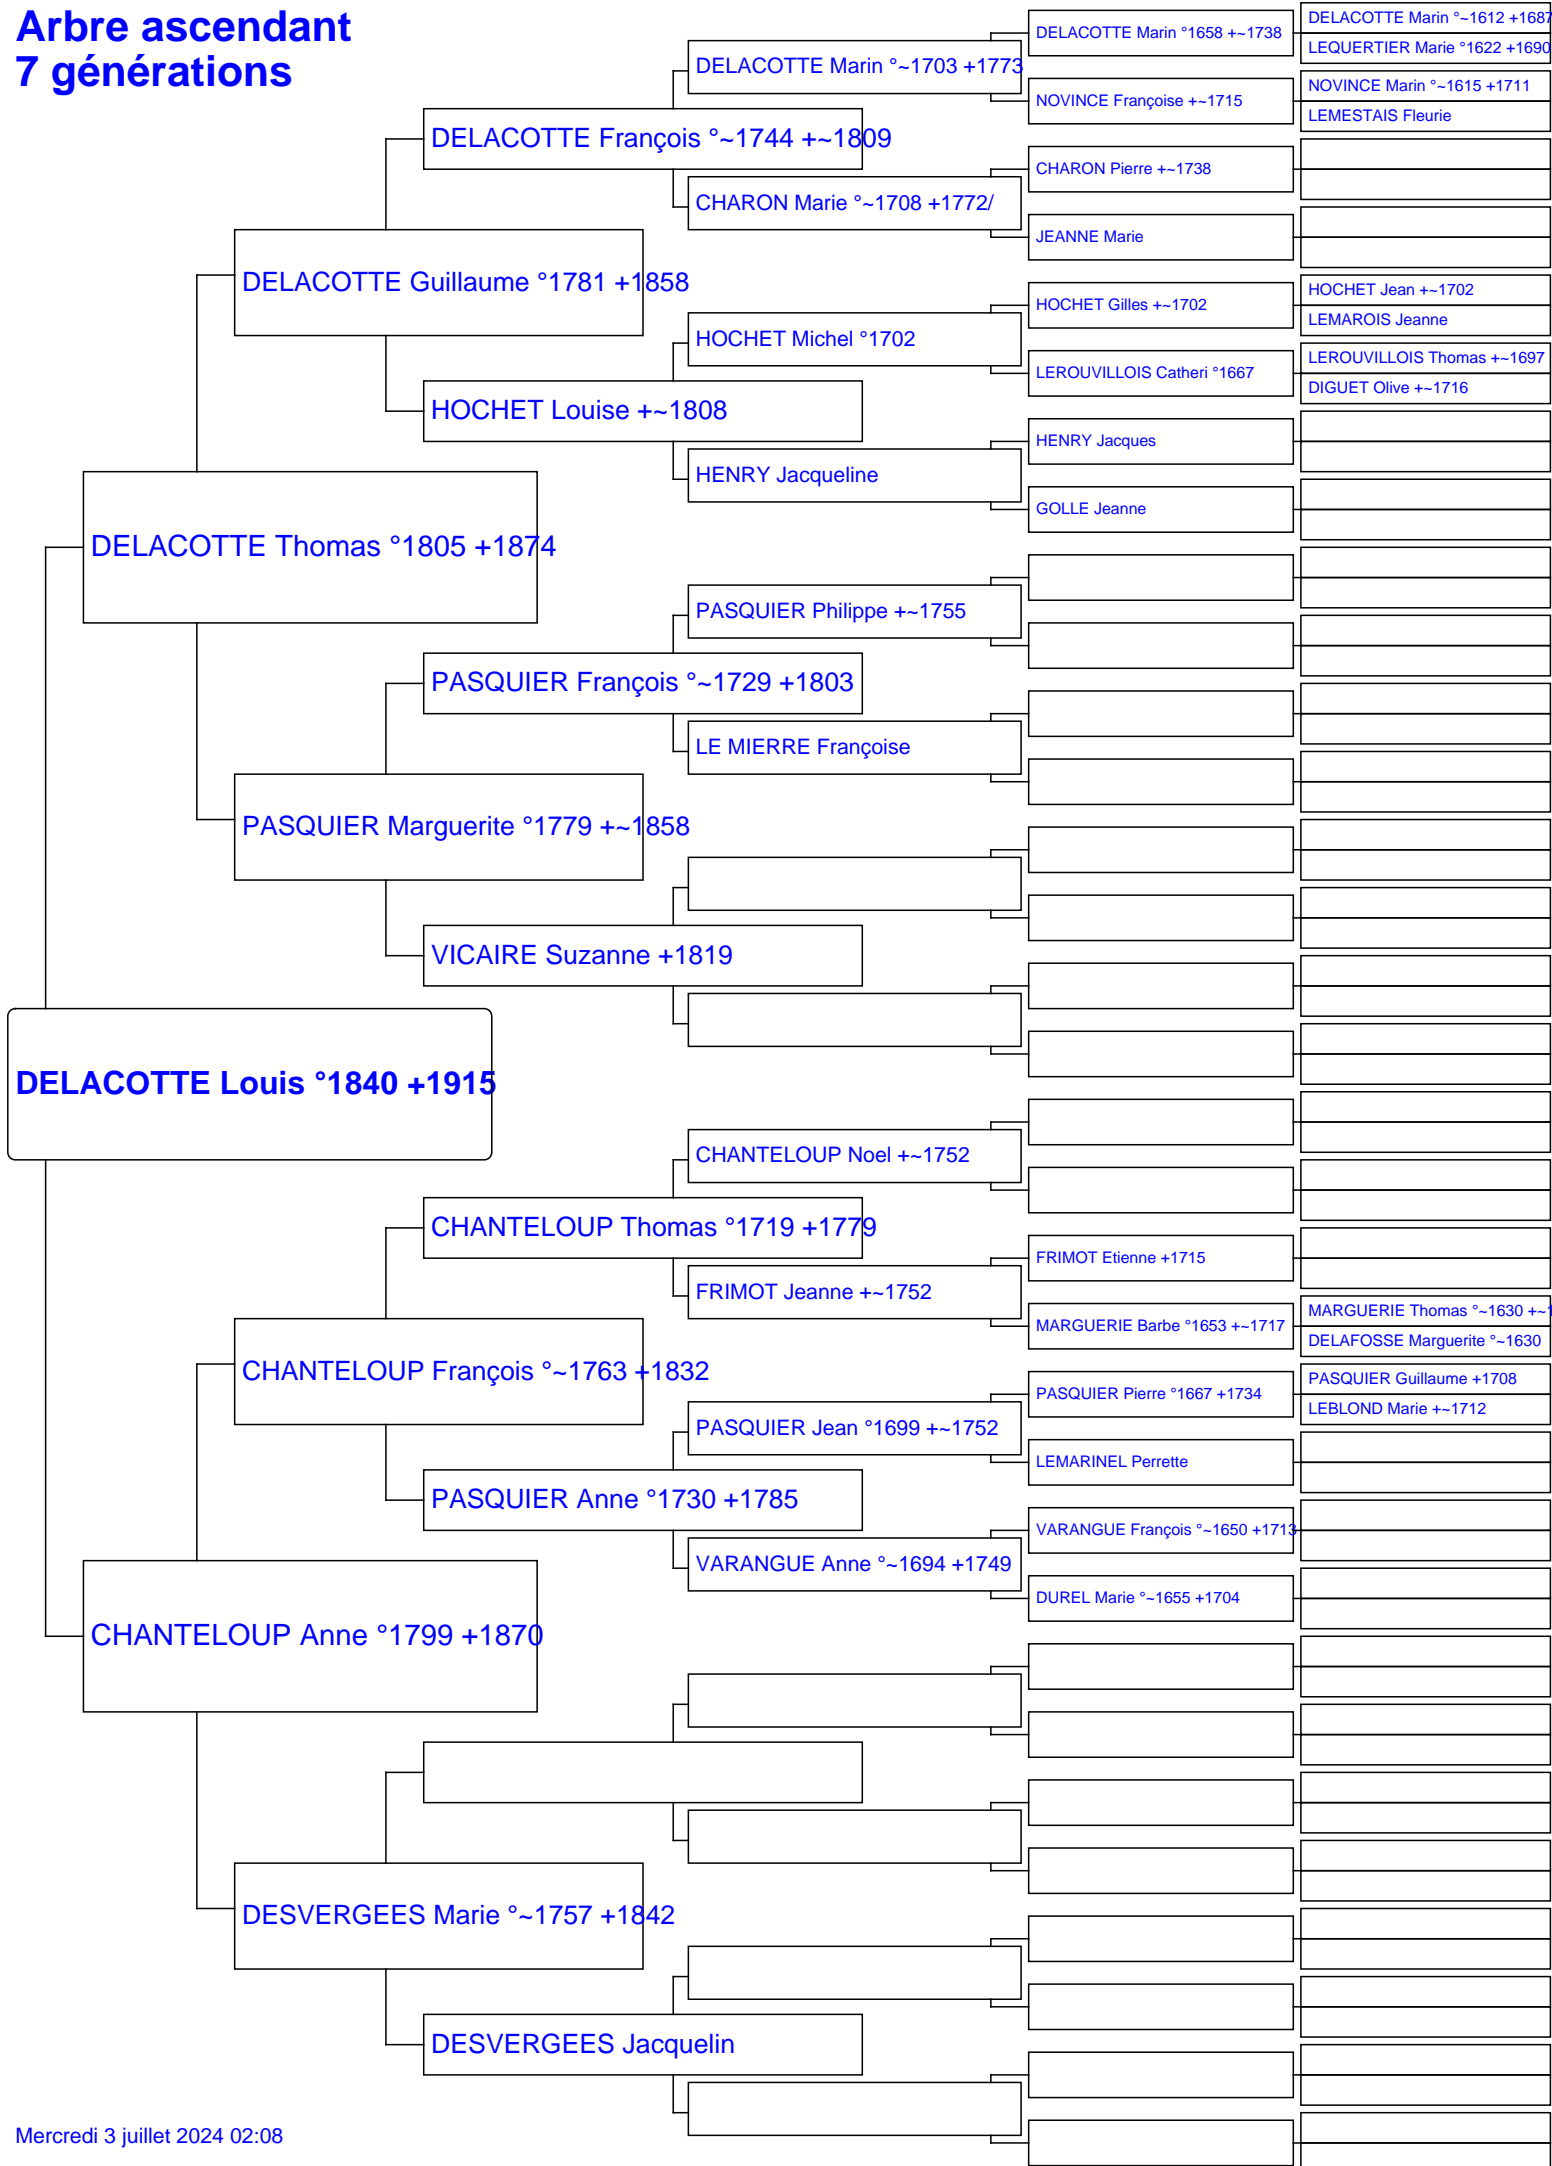 Arbre ascendant
7 générations
DELACOTTE Louis °1840 +1915
DELACOTTE Thomas °1805 +1874
CHANTELOUP Anne °1799 +1870
DELACOTTE Guillaume °1781 +1858
PASQUIER Marguerite °1779 +~1858
CHANTELOUP François °~1763 +1832
DESVERGEES Marie °~1757 +1842
DELACOTTE François °~1744 +~1809
HOCHET Louise +~1808
PASQUIER François °~1729 +1803
VICAIRE Suzanne +1819
CHANTELOUP Thomas °1719 +1779
PASQUIER Anne °1730 +1785
DESVERGEES Jacquelin
DELACOTTE Marin °~1703 +1773
CHARON Marie °~1708 +1772/
HOCHET Michel °1702
HENRY Jacqueline
PASQUIER Philippe +~1755
LE MIERRE Françoise
CHANTELOUP Noel +~1752
FRIMOT Jeanne +~1752
PASQUIER Jean °1699 +~1752
VARANGUE Anne °~1694 +1749
DELACOTTE Marin °1658 +~1738
NOVINCE Françoise +~1715
CHARON Pierre +~1738
JEANNE Marie
HOCHET Gilles +~1702
LEROUVILLOIS Catheri °1667
HENRY Jacques
GOLLE Jeanne
FRIMOT Etienne +1715
MARGUERIE Barbe °1653 +~1717
PASQUIER Pierre °1667 +1734
LEMARINEL Perrette
VARANGUE François °~1650 +1713
DUREL Marie °~1655 +1704
DELACOTTE Marin °~1612 +1687
LEQUERTIER Marie °1622 +1690
NOVINCE Marin °~1615 +1711
LEMESTAIS Fleurie
HOCHET Jean +~1702
LEMAROIS Jeanne
LEROUVILLOIS Thomas +~1697
DIGUET Olive +~1716
MARGUERIE Thomas °~1630 +~1
DELAFOSSE Marguerite °~1630
PASQUIER Guillaume +1708
LEBLOND Marie +~1712
Mercredi 3 juillet 2024 02:08